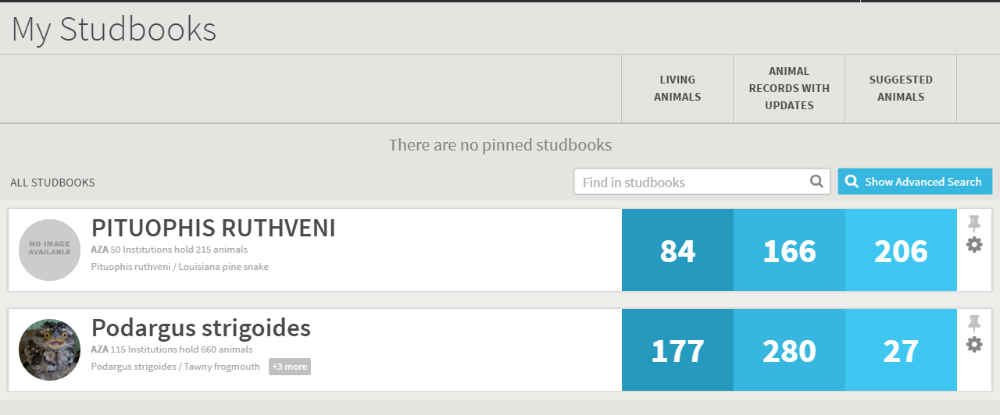 My Studbooks
LIVING
ANIMALS
ANIMAL
RECORDS WITH
UPDATES
SUGGESTED
ANIMALS
There are no pinned studbooks
ALL STUDBOOKS
Find in studbooks
Show Advanced Search
NO IMAGE
AVAILABLE
PITUOPHIS RUTHVENI
AZA 50 Institutions hold 215 animals
Pituophis ruthveni / Louisiana pine snake
84
166
206
Podargus strigoides
AZA 115 Institutions hold 660 animals
Podargus strigoides / Tawny frogmouth +3 more
177
280
27